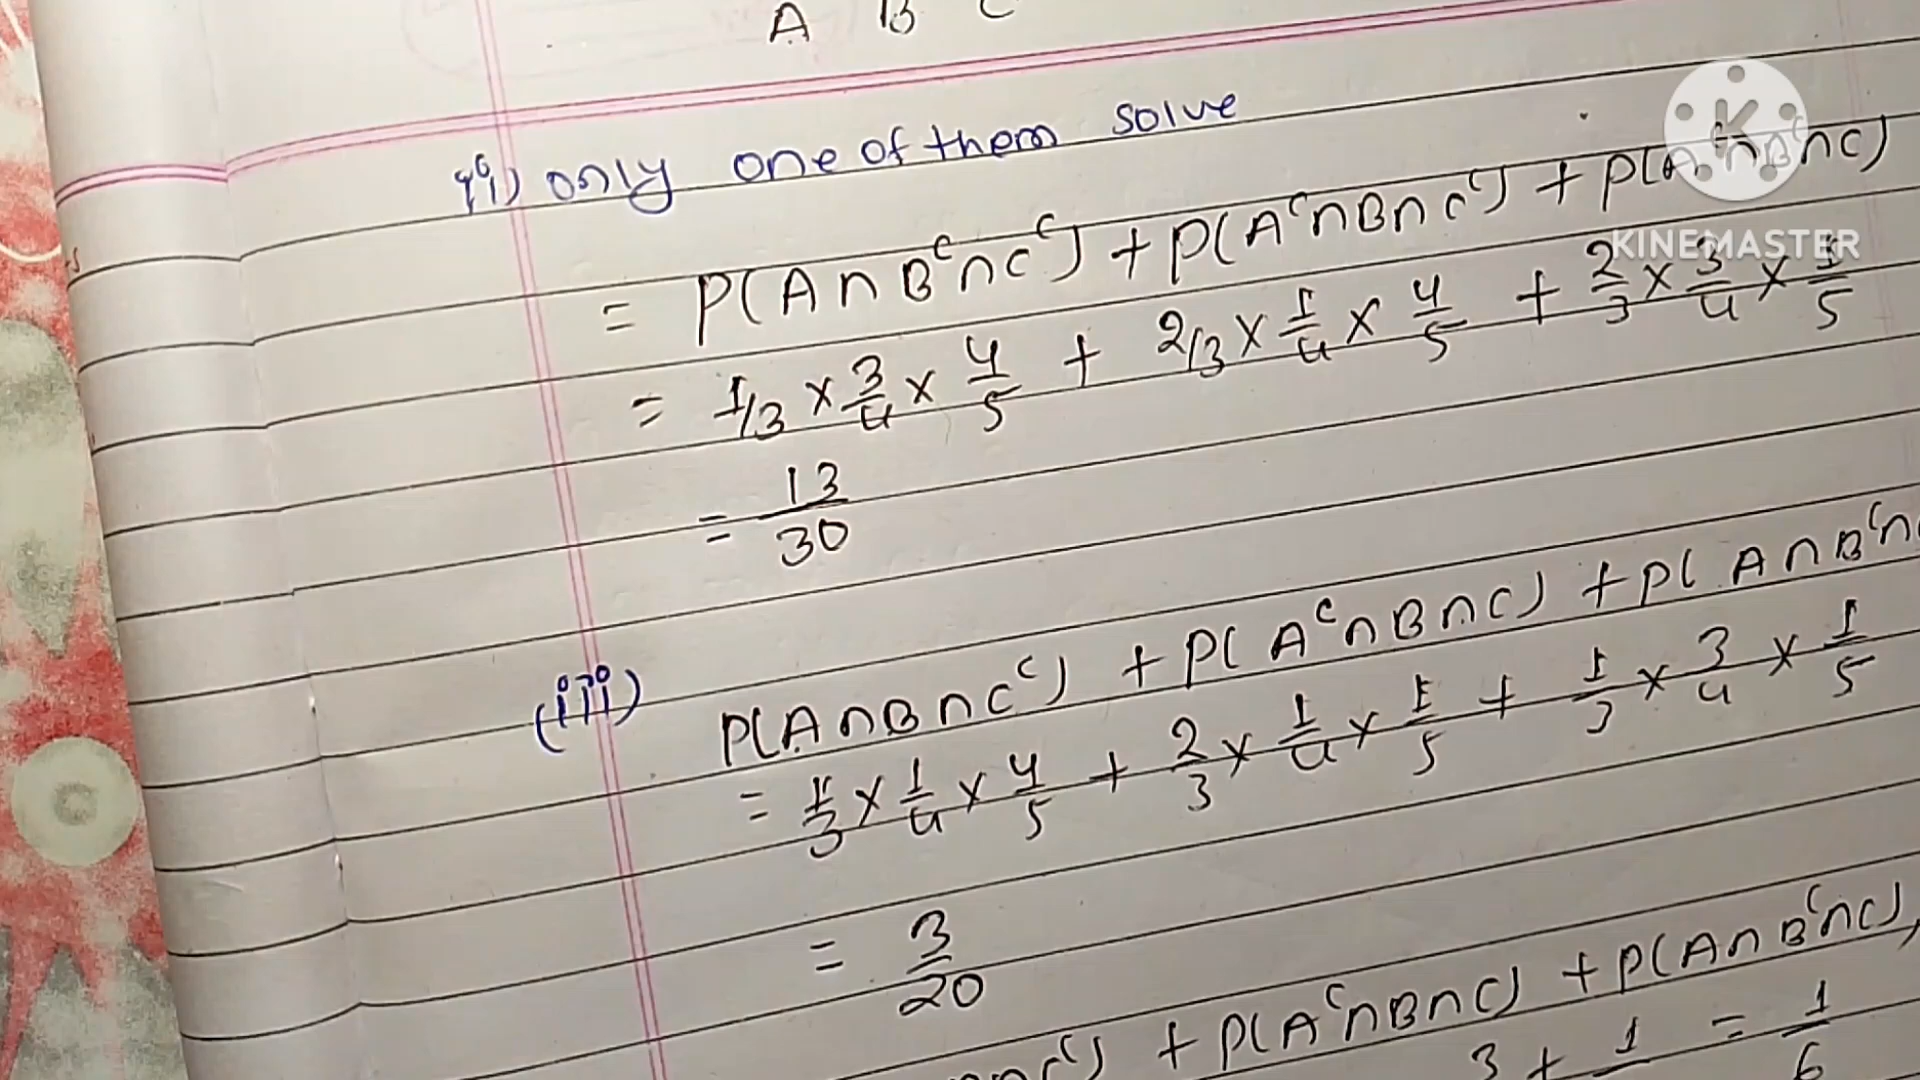 A B C
(ii) only one of them solve
= P(A∩B^c∩C^c) + P(A^c∩B∩C^c) + P(A^c∩B^c∩C)
KINEMASTER
= 1/3 × 3/4 × 4/5 + 2/3 × 1/4 × 4/5 + 2/3 × 3/4 × 1/5
= 13/30
(iii) P(A∩B∩C^c) + P(A^c∩B∩C) + P(A∩B^c∩
= 1/3 × 1/4 × 4/5 + 2/3 × 1/4 × 1/5 + 1/3 × 3/4 × 1/5
= 3/20
+ P(A^c∩B∩C) + P(A∩B^c∩C)
3 + 1 = 1/6